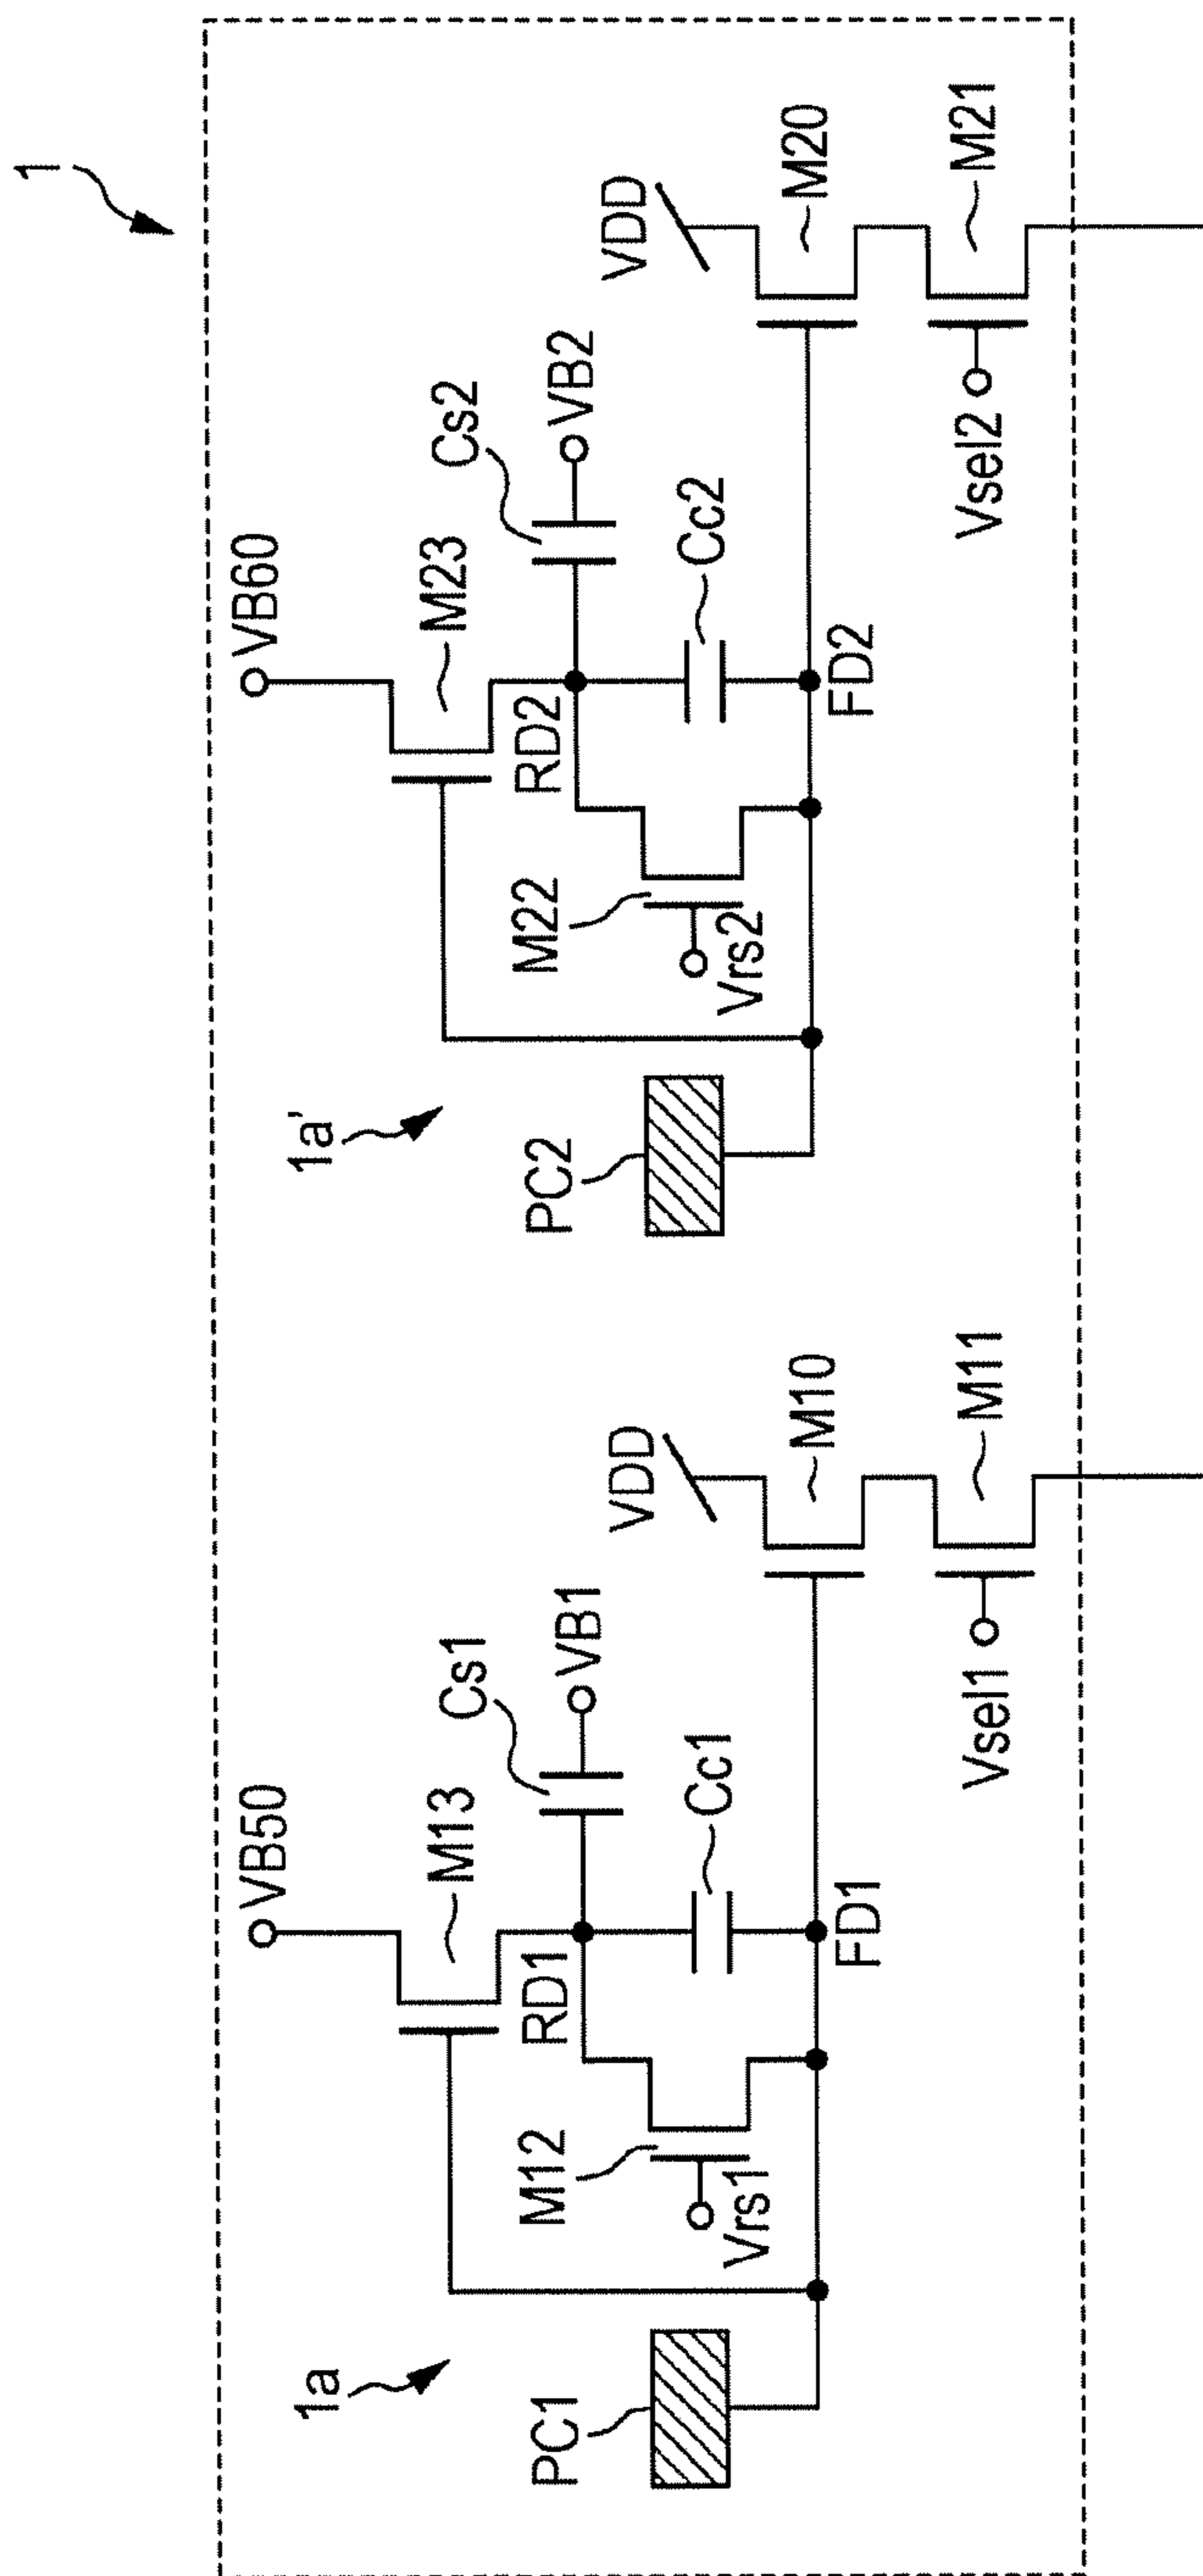 1
1a
VB50
M13
Cs1
VB1
RD1
M12
Vrs1
Cc1
PC1
FD1
VDD
M10
M11
Vsel1
1a'
VB60
M23
Cs2
VB2
RD2
M22
Vrs2
Cc2
PC2
FD2
VDD
M20
M21
Vsel2